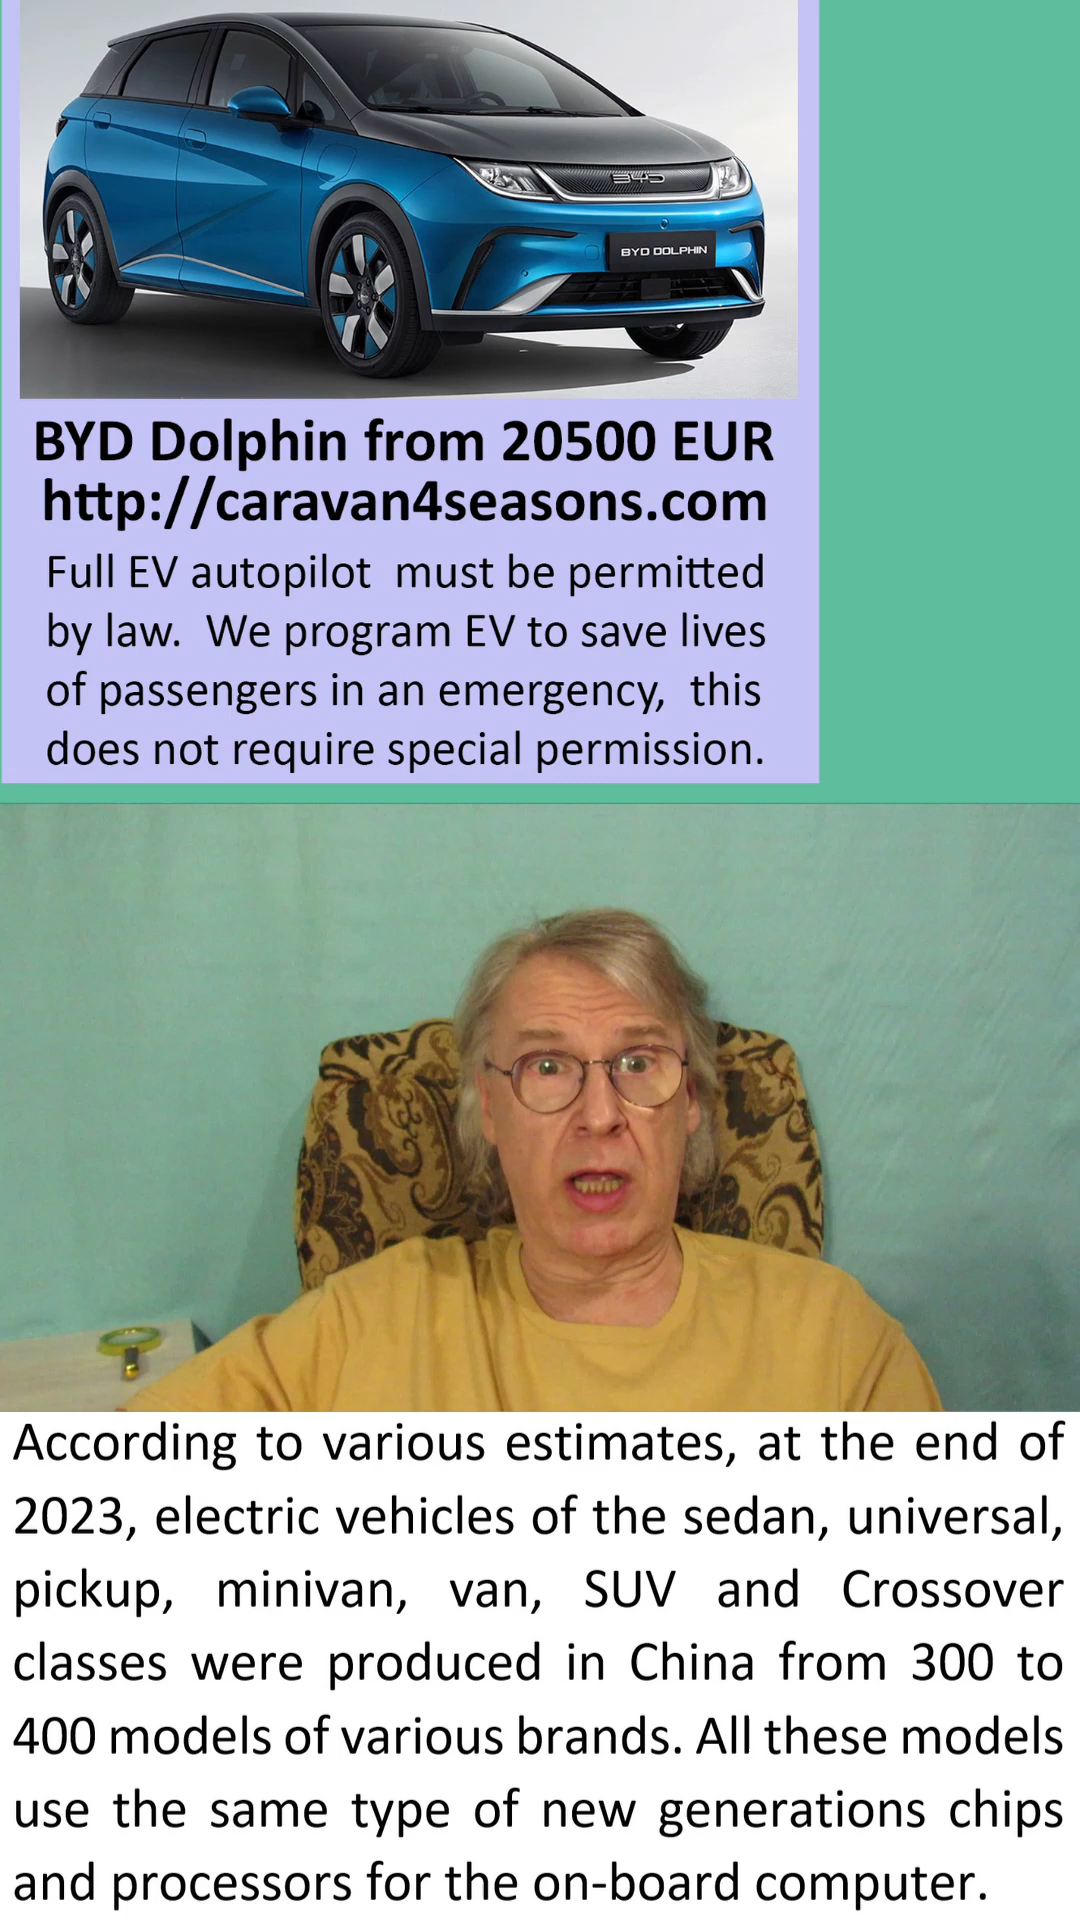 BYD
BYD DOLPHIN
BYD Dolphin from 20500 EUR
http://caravan4seasons.com
Full EV autopilot must be permitted
by law. We program EV to save lives
of passengers in an emergency, this
does not require special permission.
According to various estimates, at the end of
2023, electric vehicles of the sedan, universal,
pickup, minivan, van, SUV and Crossover
classes were produced in China from 300 to
400 models of various brands. All these models
use the same type of new generations chips
and processors for the on-board computer.